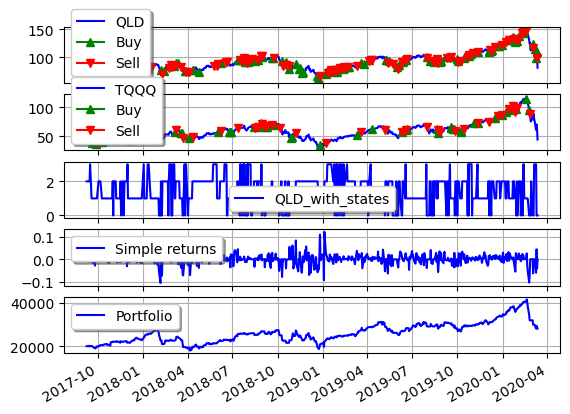 QLD
Buy
Sell
150
100
TQQQ
Buy
Sell
100
50
QLD_with_states
2
0
Simple returns
0.1
0.0
−0.1
Portfolio
40000
20000
2017-10 2018-01 2018-04 2018-07 2018-10 2019-01 2019-04 2019-07 2019-10 2020-01 2020-04